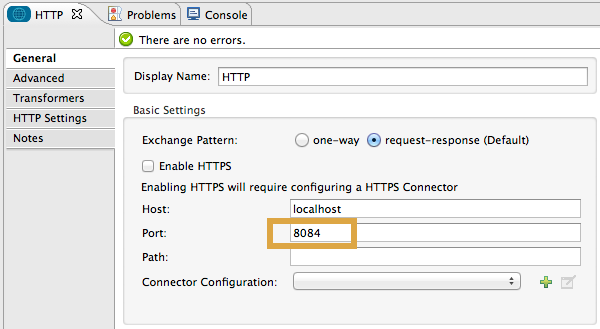 HTTP Problems Console
There are no errors.
General
Advanced
Transformers
HTTP Settings
Notes
Display Name: HTTP
Basic Settings
Exchange Pattern: one-way request-response (Default)
Enable HTTPS
Enabling HTTPS will require configuring a HTTPS Connector
Host: localhost
Port: 8084
Path:
Connector Configuration: